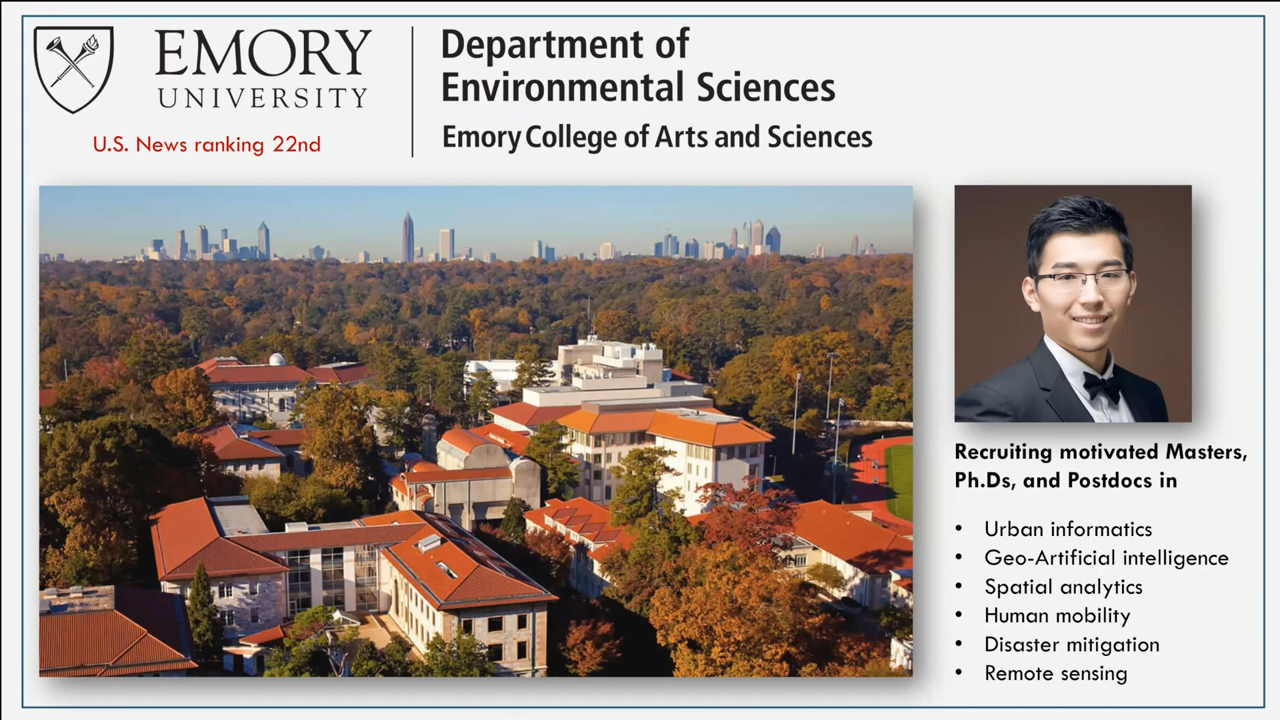 EMORY
UNIVERSITY
U.S. News ranking 22nd
Department of
Environmental Sciences
Emory College of Arts and Sciences
Recruiting motivated Masters,
Ph.Ds, and Postdocs in
• Urban informatics
• Geo-Artificial intelligence
• Spatial analytics
• Human mobility
• Disaster mitigation
• Remote sensing